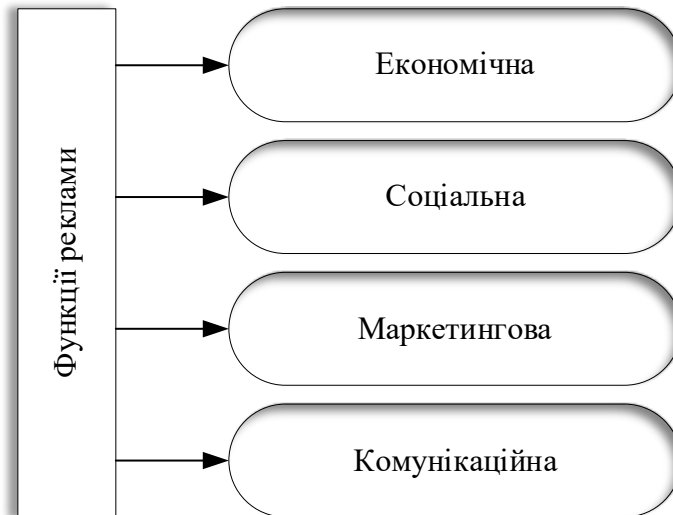 Функції реклами
Економічна
Соціальна
Маркетингова
Комунікаційна